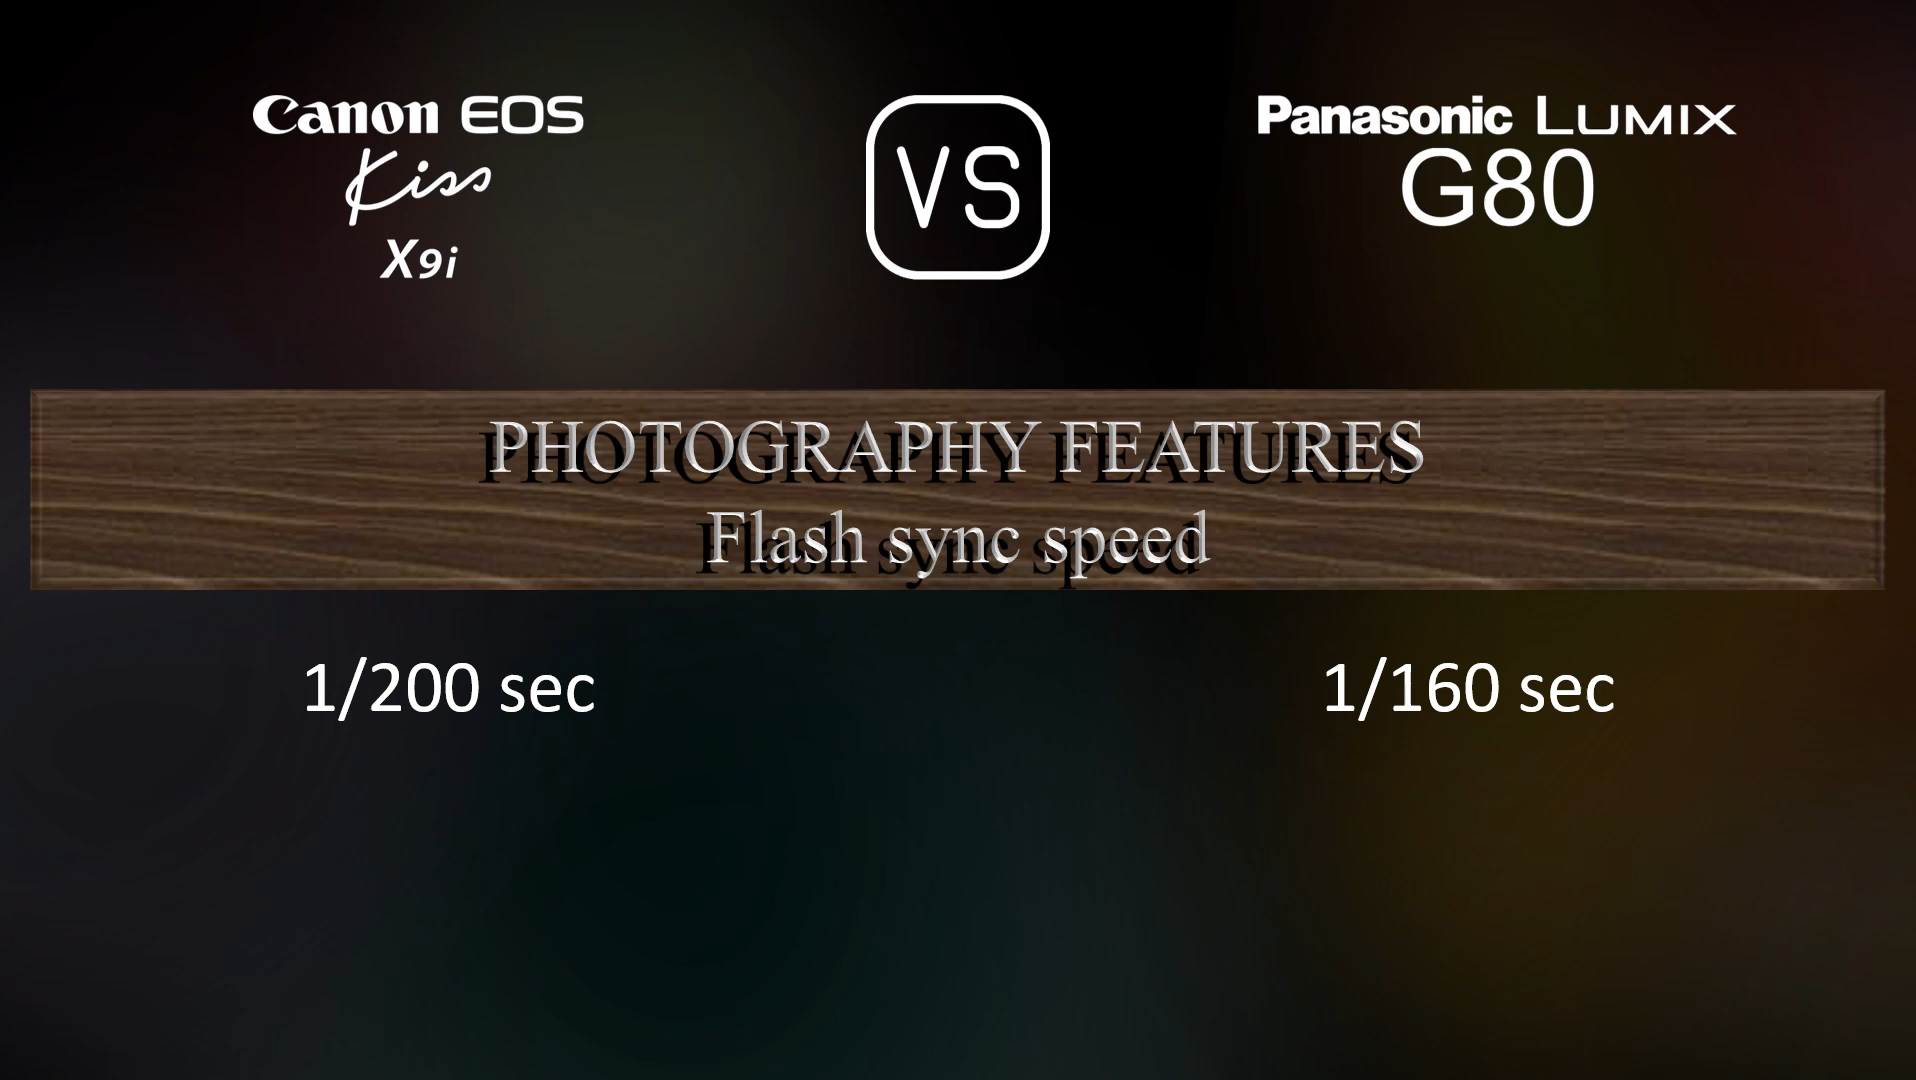 Canon EOS
Kiss
X9i
VS
Panasonic LUMIX
G80
PHOTOGRAPHY FEATURES
Flash sync speed
1/200 sec
1/160 sec